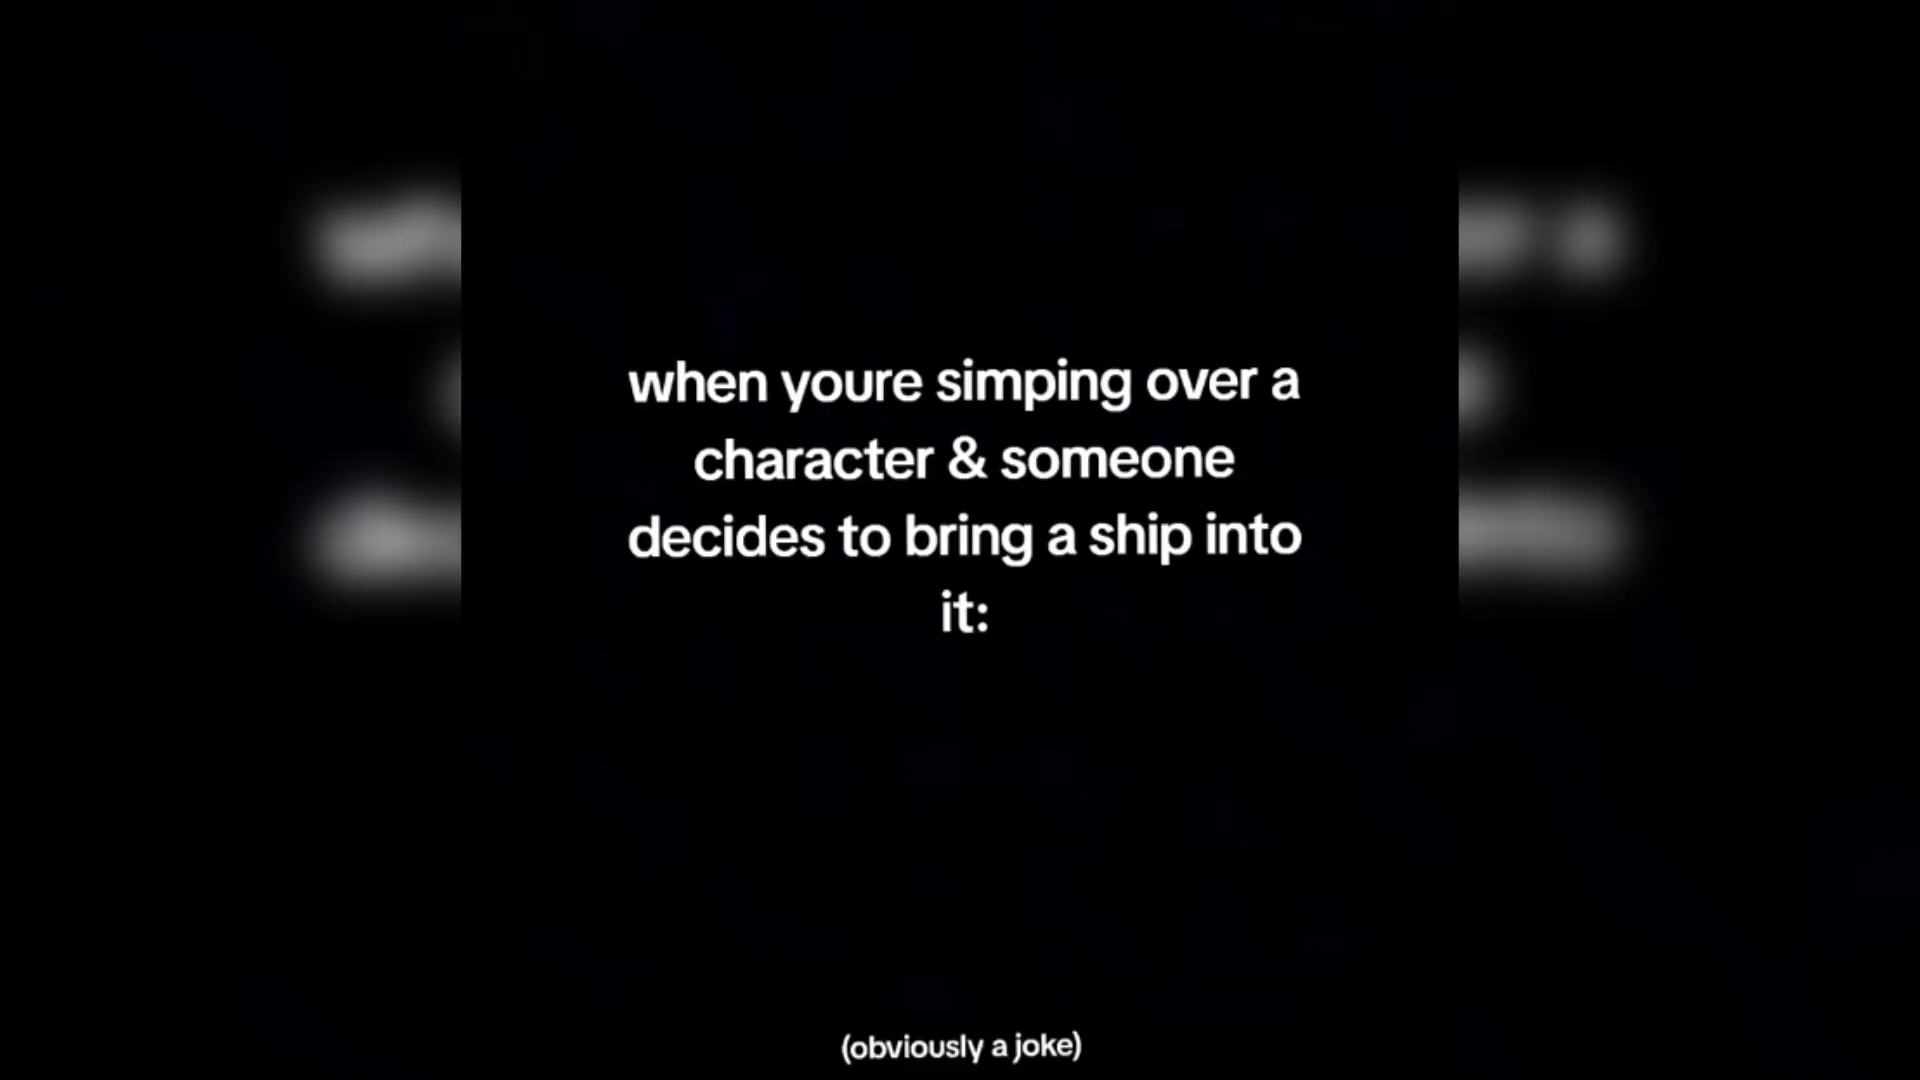 when youre simping over a
character & someone
decides to bring a ship into
it:
(obviously a joke)